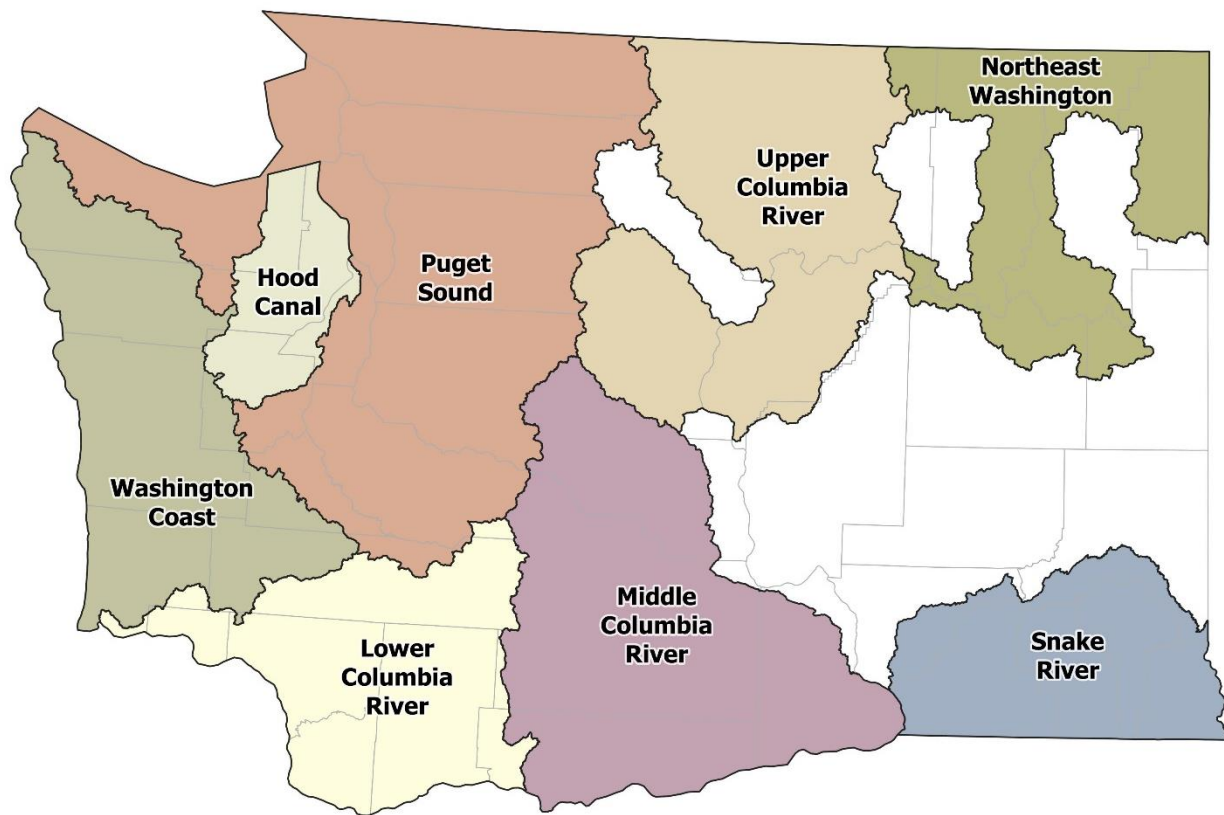 Northeast
Washington
Upper
Columbia
River
Hood
Canal
Puget
Sound
Washington
Coast
Middle
Columbia
River
Lower
Columbia
River
Snake
River